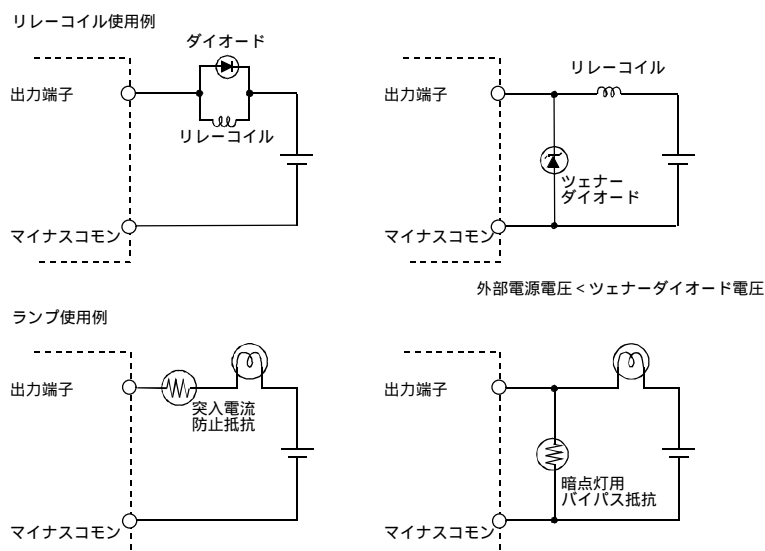 リレーコイル使用例
ダイオード
出力端子
リレーコイル
マイナスコモン
リレーコイル
出力端子
ツェナー
ダイオード
マイナスコモン
外部電源電圧 < ツェナーダイオード電圧
ランプ使用例
出力端子
突入電流
防止抵抗
マイナスコモン
出力端子
暗点灯用
バイパス抵抗
マイナスコモン